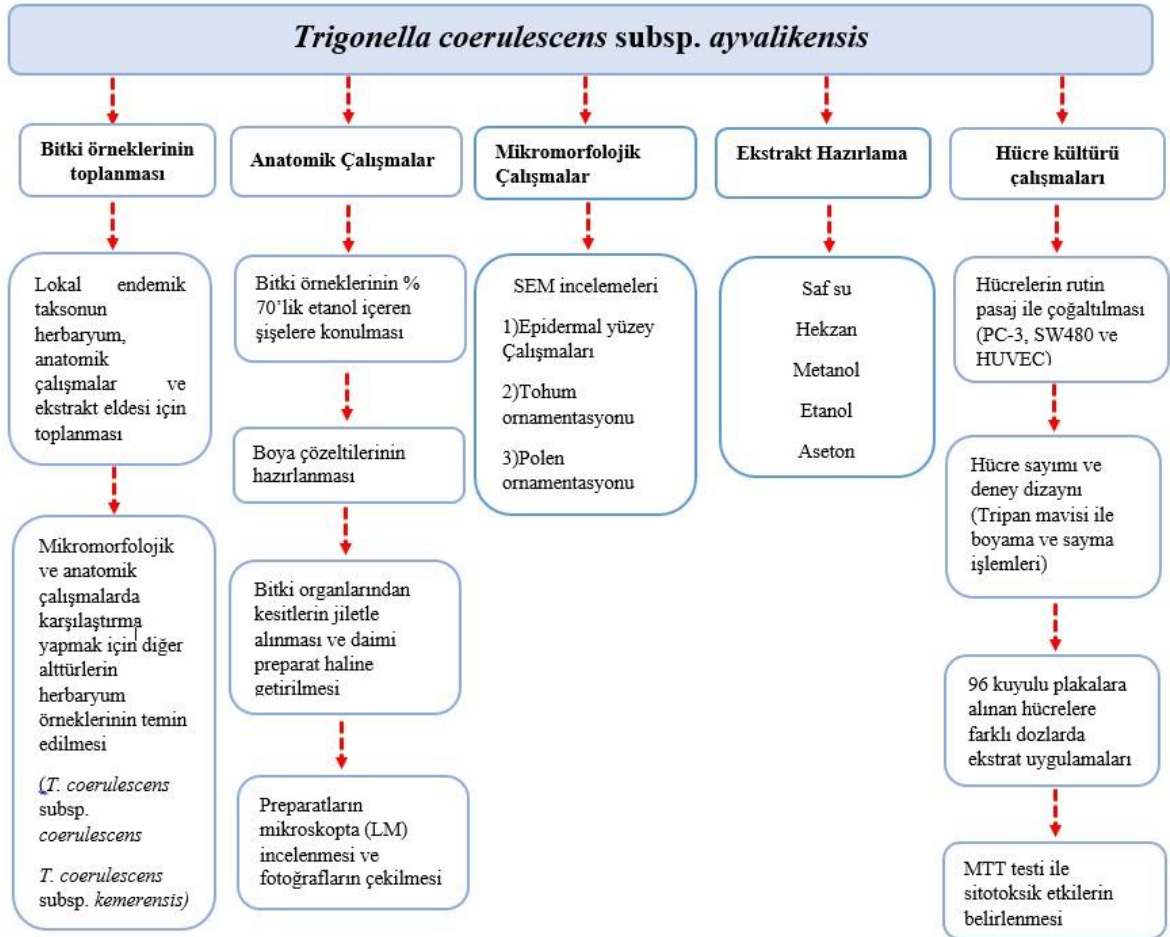 Trigonella coerulescens subsp. ayvalikensis
Bitki örneklerinin
toplanması
Lokal endemik
taksonun
herbaryum,
anatomik
çalışmalar ve
ekstrakt eldesi için
toplanması
Mikromorfolojik
ve anatomik
çalışmalarda
karşılaştırma
yapmak için diğer
alttürlerin
herbaryum
örneklerinin temin
edilmesi
(T. coerulescens
subsp.
coerulescens
T. coerulescens
subsp. kemerensis)
Anatomik Çalışmalar
Bitki örneklerinin %
70’lik etanol içeren
şişelere konulması
Boya çözeltilerinin
hazırlanması
Bitki organlarından
kesitlerin jiletle
alınması ve daimi
preparat haline
getirilmesi
Preparatların
mikroskopta (LM)
incelenmesi ve
fotoğrafların çekilmesi
Mikromorfolojik
Çalışmalar
SEM incelemeleri
1)Epidermal yüzey
Çalışmaları
2)Tohum
ornamentasyonu
3)Polen
ornamentasyonu
Ekstrakt Hazırlama
Saf su
Hekzan
Metanol
Etanol
Aseton
Hücre kültürü
çalışmaları
Hücrelerin rutin
pasaj ile çoğaltılması
(PC-3, SW480 ve
HUVEC)
Hücre sayımı ve
deney dizaynı
(Tripan mavisi ile
boyama ve sayma
işlemleri)
96 kuyulu plakalara
alınan hücrelere
farklı dozlarda
ekstrat uygulamaları
MTT testi ile
sitotoksik etkilerin
belirlenmesi